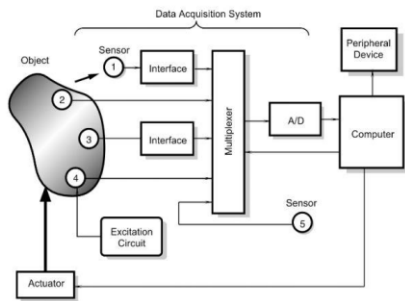 Data Acquisition System
Sensor
Peripheral
Device
Object
1
Interface
2
Multiplexer
A/D
Computer
3
Interface
4
Sensor
5
Excitation
Circuit
Actuator